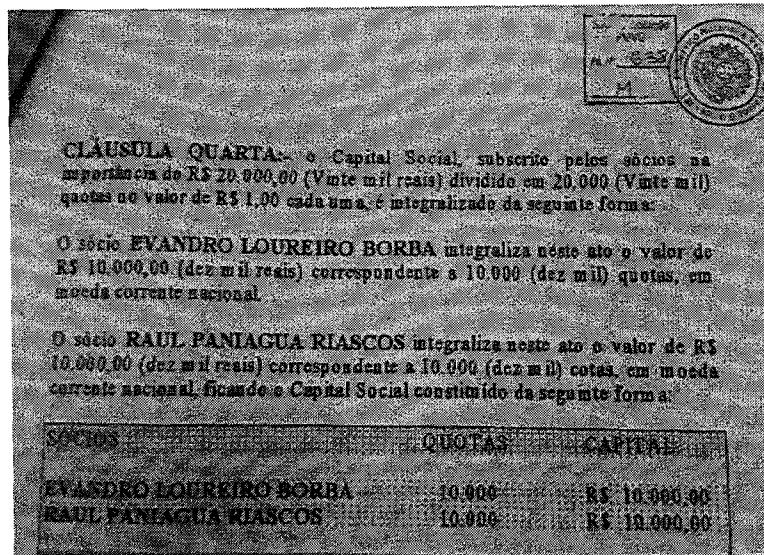 CLÁUSULA QUARTA:- o Capital Social, subscrito pelos sócios na
importância de R$ 20.000,00 (Vinte mil reais) dividido em 20.000 (Vinte mil)
quotas no valor de R$ 1,00 cada uma, é integralizado da seguinte forma:
O sócio EVANDRO LOUREIRO BORBA integraliza neste ato o valor de
R$ 10.000,00 (dez mil reais) correspondente a 10.000 (dez mil) quotas, em
moeda corrente nacional.
O sócio RAUL PANIAGUA RIASCOS integraliza neste ato o valor de R$
10.000,00 (dez mil reais) correspondente a 10.000 (dez mil) cotas, em moeda
corrente nacional, ficando o Capital Social constituído da seguinte forma:
SÓCIOS QUOTAS CAPITAL
EVANDRO LOUREIRO BORBA 10.000 R$ 10.000,00
RAUL PANIAGUA RIASCOS 10.000 R$ 10.000,00